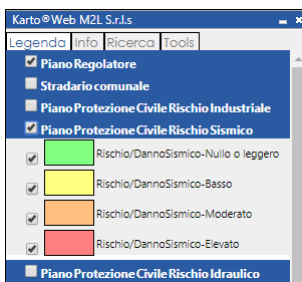 Karto®Web M2L S.r.l.s
Legenda Info Ricerca Tools
Piano Regolatore
Stradario comunale
Piano Protezione Civile Rischio Industriale
Piano Protezione Civile Rischio Sismico
Rischio/DannoSismico-Nullo o leggero
Rischio/DannoSismico-Basso
Rischio/DannoSismico-Moderato
Rischio/DannoSismico-Elevato
Piano Protezione Civile Rischio Idraulico